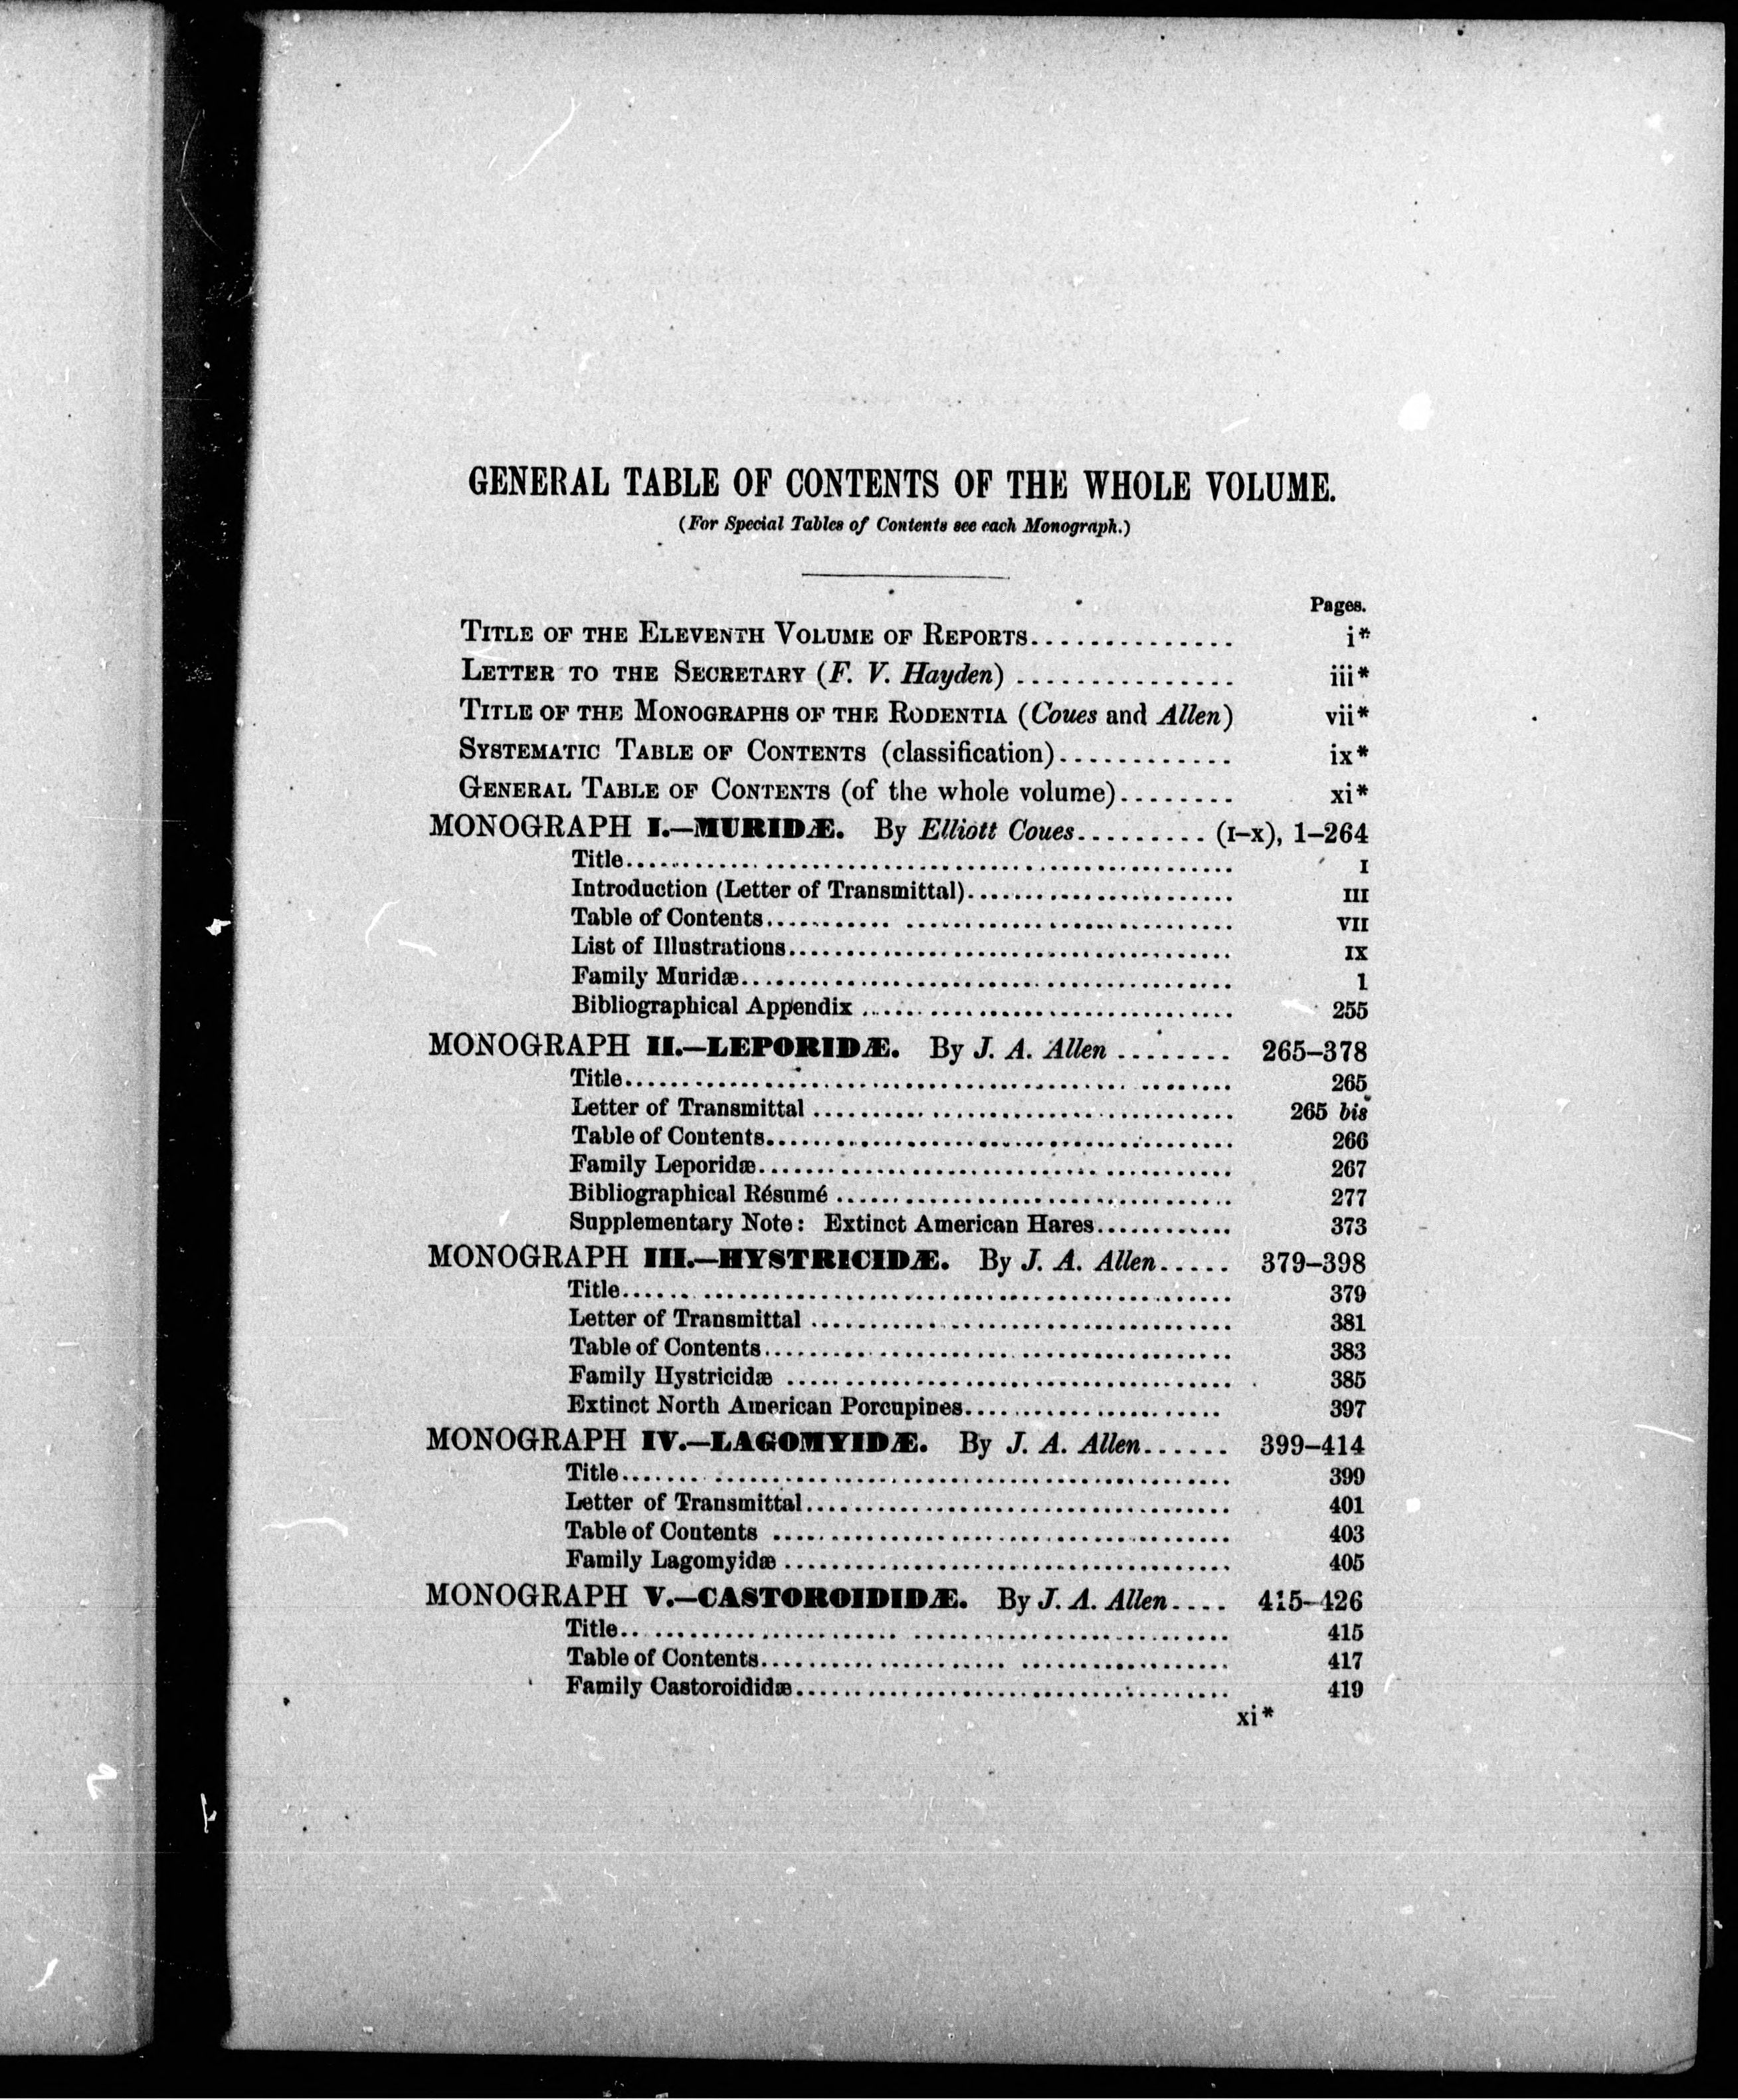 GENERAL TABLE OF CONTENTS OF THE WHOLE VOLUME.
(For Special Tables of Contents see each Monograph.)
Pages.
TITLE OF THE ELEVENTH VOLUME OF REPORTS............... i*
LETTER TO THE SECRETARY (F. V. Hayden) ............... iii*
TITLE OF THE MONOGRAPHS OF THE RODENTIA (Coues and Allen) vii*
SYSTEMATIC TABLE OF CONTENTS (classification)............ ix*
GENERAL TABLE OF CONTENTS (of the whole volume)........ xi*
MONOGRAPH I.—MURIDÆ. By Elliott Coues......... (I–X), 1–264
Title.................................................... I
Introduction (Letter of Transmittal)........................ III
Table of Contents.......................................... VII
List of Illustrations....................................... IX
Family Muridæ............................................ 1
Bibliographical Appendix .................................. 255
MONOGRAPH II.—LEPORIDÆ. By J. A. Allen ........ 265–378
Title.................................................... 265
Letter of Transmittal ...................................... 265 bis
Table of Contents.......................................... 266
Family Leporidæ.......................................... 267
Bibliographical Résumé .................................... 277
Supplementary Note: Extinct American Hares............ 373
MONOGRAPH III.—HYSTRICIDÆ. By J. A. Allen..... 379–398
Title.................................................... 379
Letter of Transmittal ...................................... 381
Table of Contents.......................................... 383
Family Hystricidæ ........................................ 385
Extinct North American Porcupines....................... 397
MONOGRAPH IV.—LAGOMYIDÆ. By J. A. Allen...... 399–414
Title.................................................... 399
Letter of Transmittal...................................... 401
Table of Contents ......................................... 403
Family Lagomyidæ ........................................ 405
MONOGRAPH V.—CASTOROIDIDÆ. By J. A. Allen.... 415–426
Title.................................................... 415
Table of Contents.......................................... 417
Family Castoroididæ....................................... 419
xi*